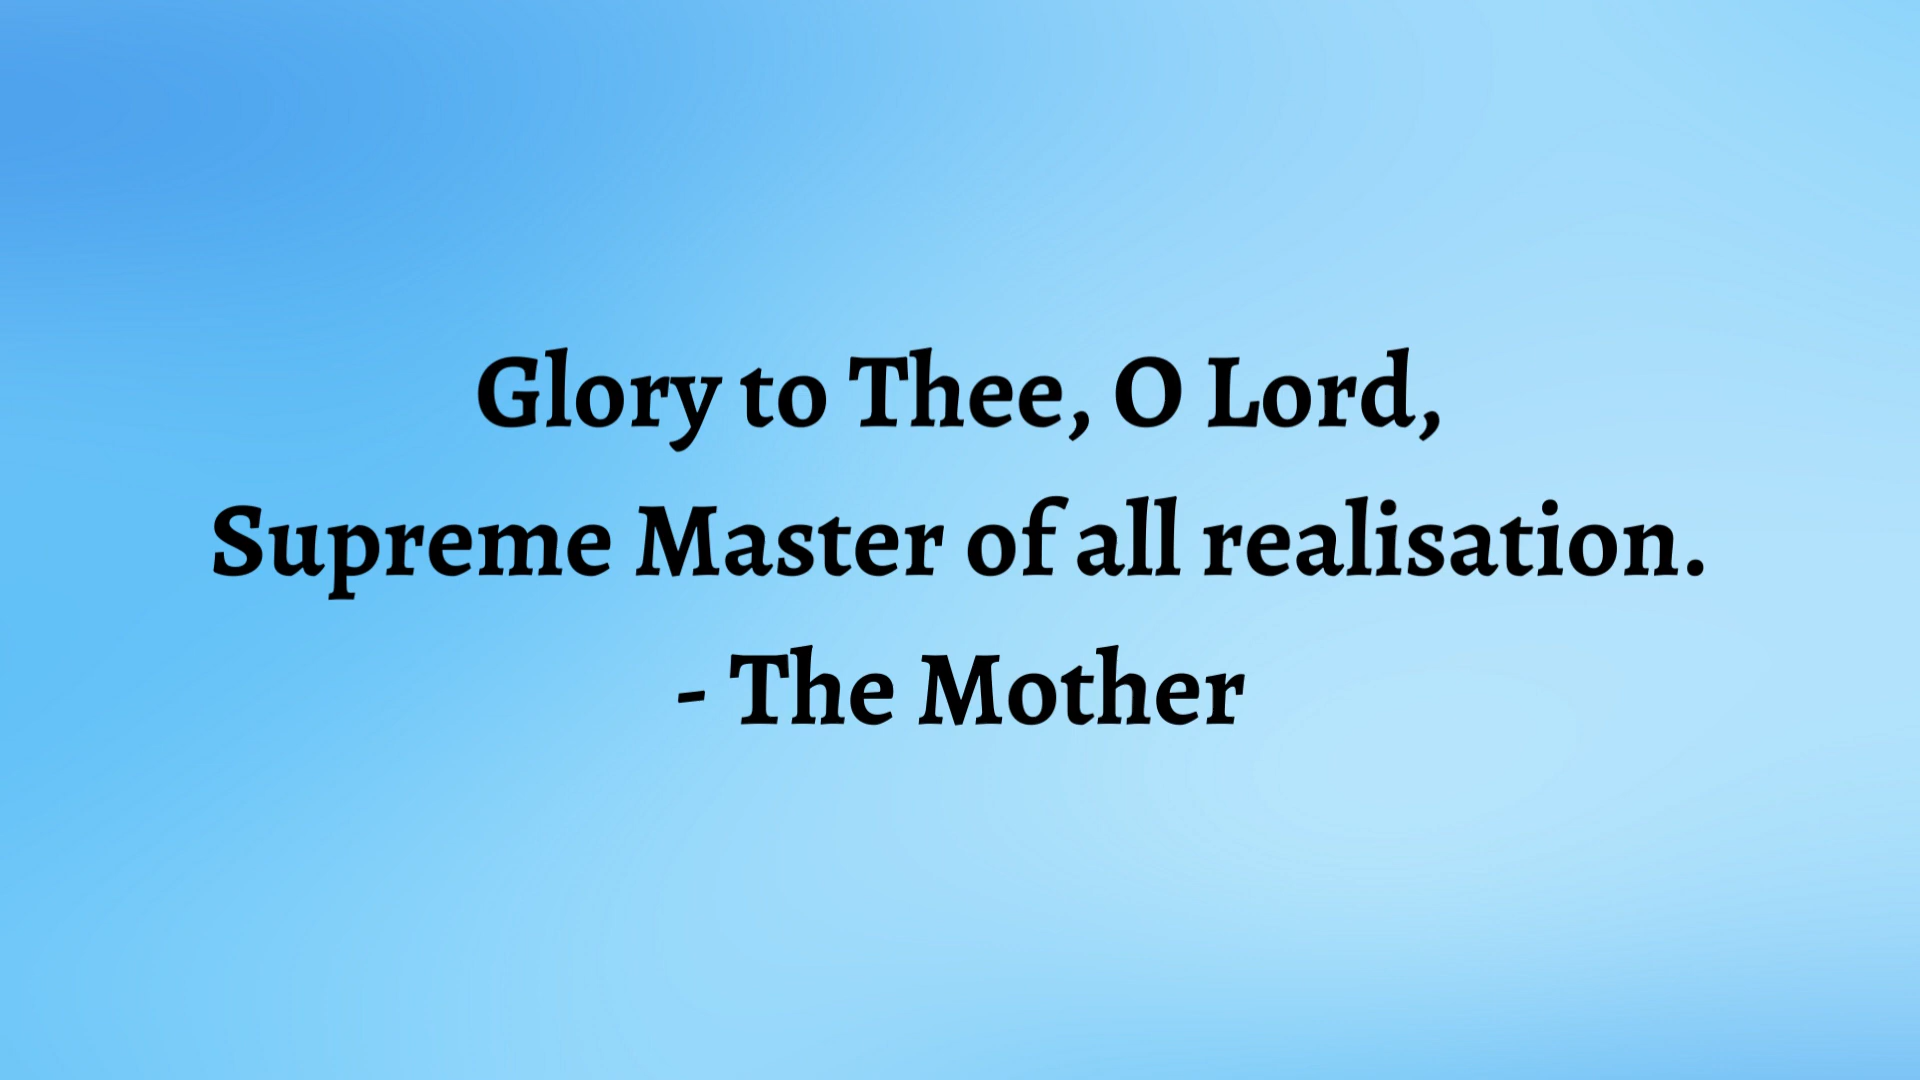 Glory to Thee, O Lord,
Supreme Master of all realisation.
- The Mother